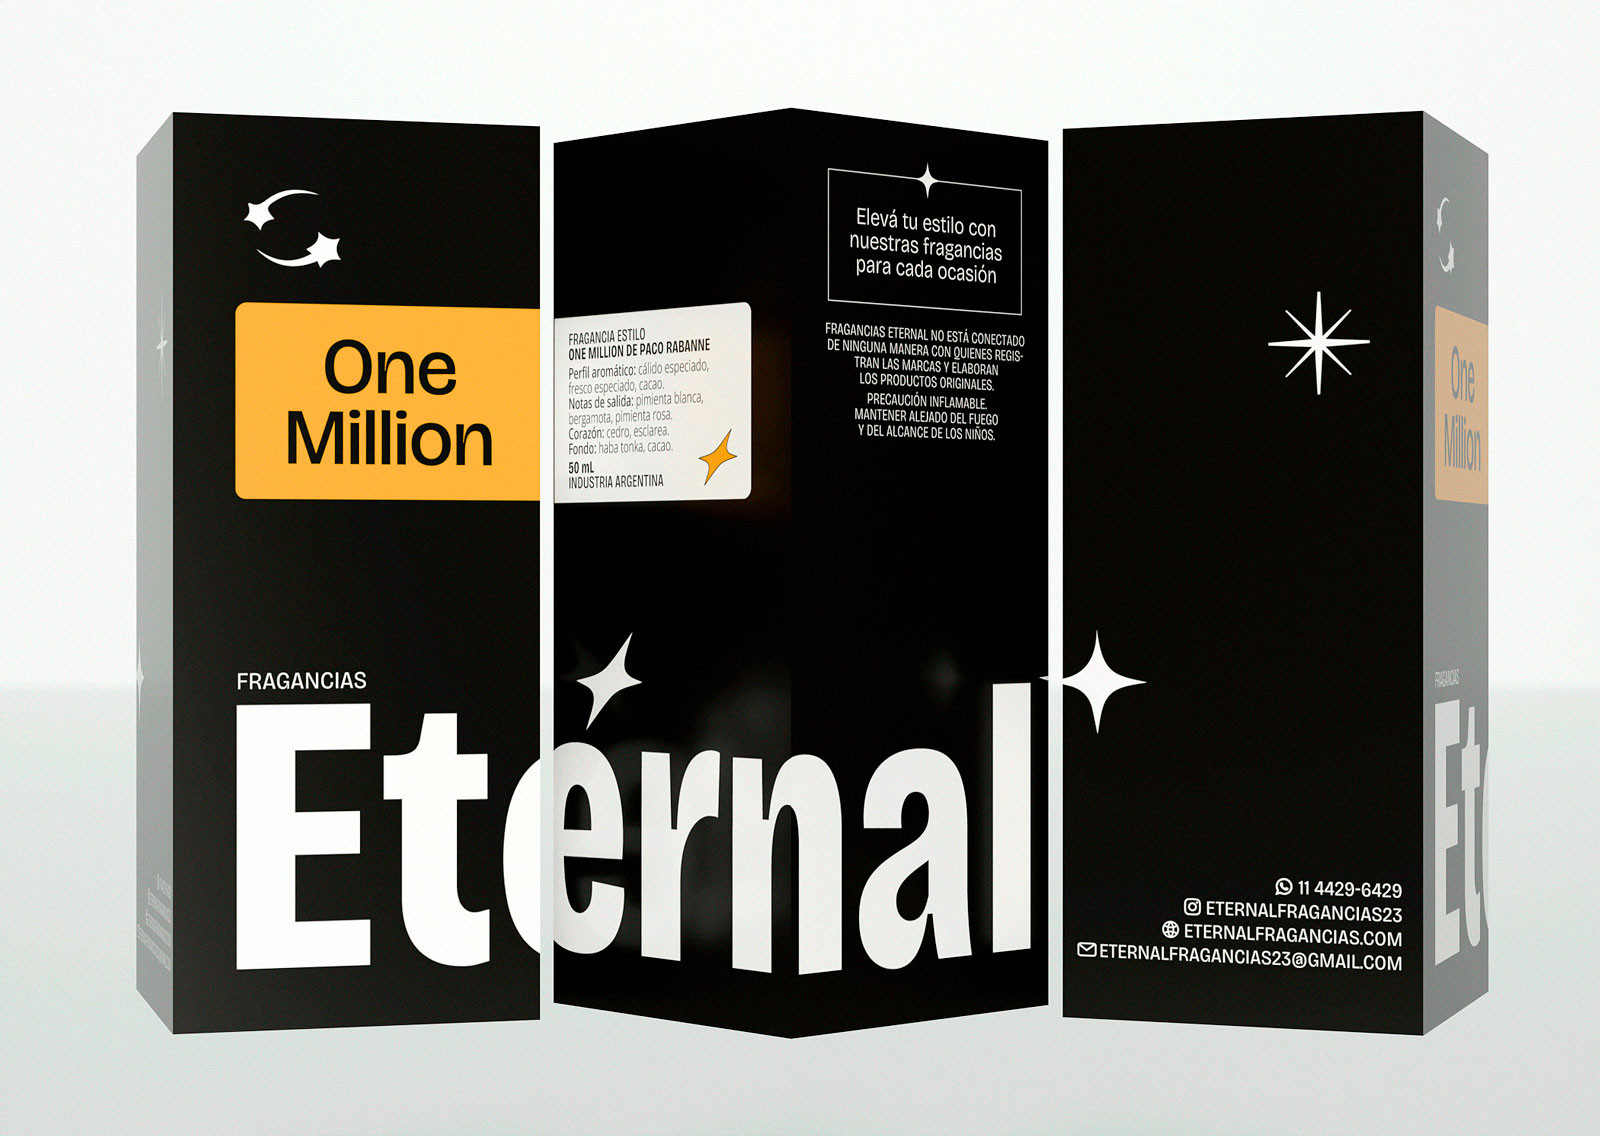 One
Million
FRAGANCIAS
Eternal
FRAGANCIA ESTILO
ONE MILLION DE PACO RABANNE
Perfil aromático: cálido especiado,
fresco especiado, cacao.
Notas de salida: pimienta blanca,
bergamota, pimienta rosa.
Corazón: cedro, esclarea.
Fondo: haba tonka, cacao.
50 mL
INDUSTRIA ARGENTINA
Elevá tu estilo con
nuestras fragancias
para cada ocasión
FRAGANCIAS ETERNAL NO ESTÁ CONECTADO
DE NINGUNA MANERA CON QUIENES REGIS-
TRAN LAS MARCAS Y ELABORAN
LOS PRODUCTOS ORIGINALES.
PRECAUCIÓN INFLAMABLE.
MANTENER ALEJADO DEL FUEGO
Y DEL ALCANCE DE LOS NIÑOS.
11 4429-6429
ETERNALFRAGANCIAS23
ETERNALFRAGANCIAS.COM
ETERNALFRAGANCIAS23@GMAIL.COM
One
Million
FRAGANCIAS
Ete